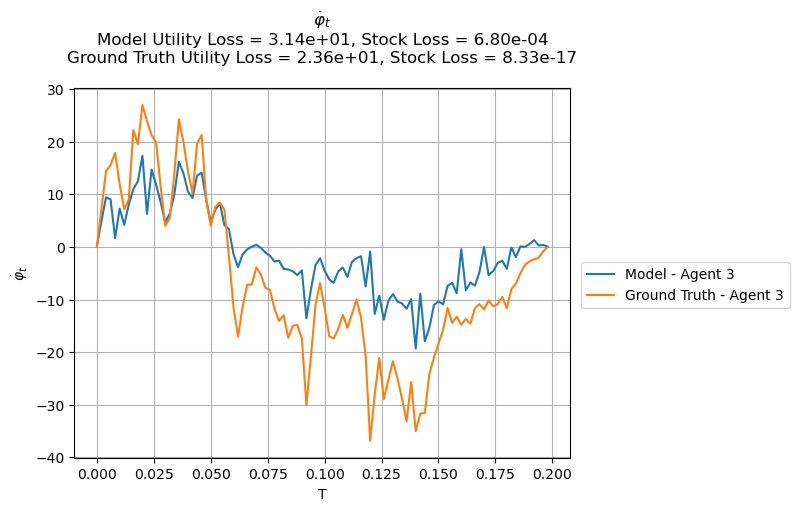 φ̇ₜ
Model Utility Loss = 3.14e+01, Stock Loss = 6.80e-04
Ground Truth Utility Loss = 2.36e+01, Stock Loss = 8.33e-17
30
20
10
0
−10
−20
−30
−40
φ̇ₜ
0.000 0.025 0.050 0.075 0.100 0.125 0.150 0.175 0.200
T
Model - Agent 3
Ground Truth - Agent 3